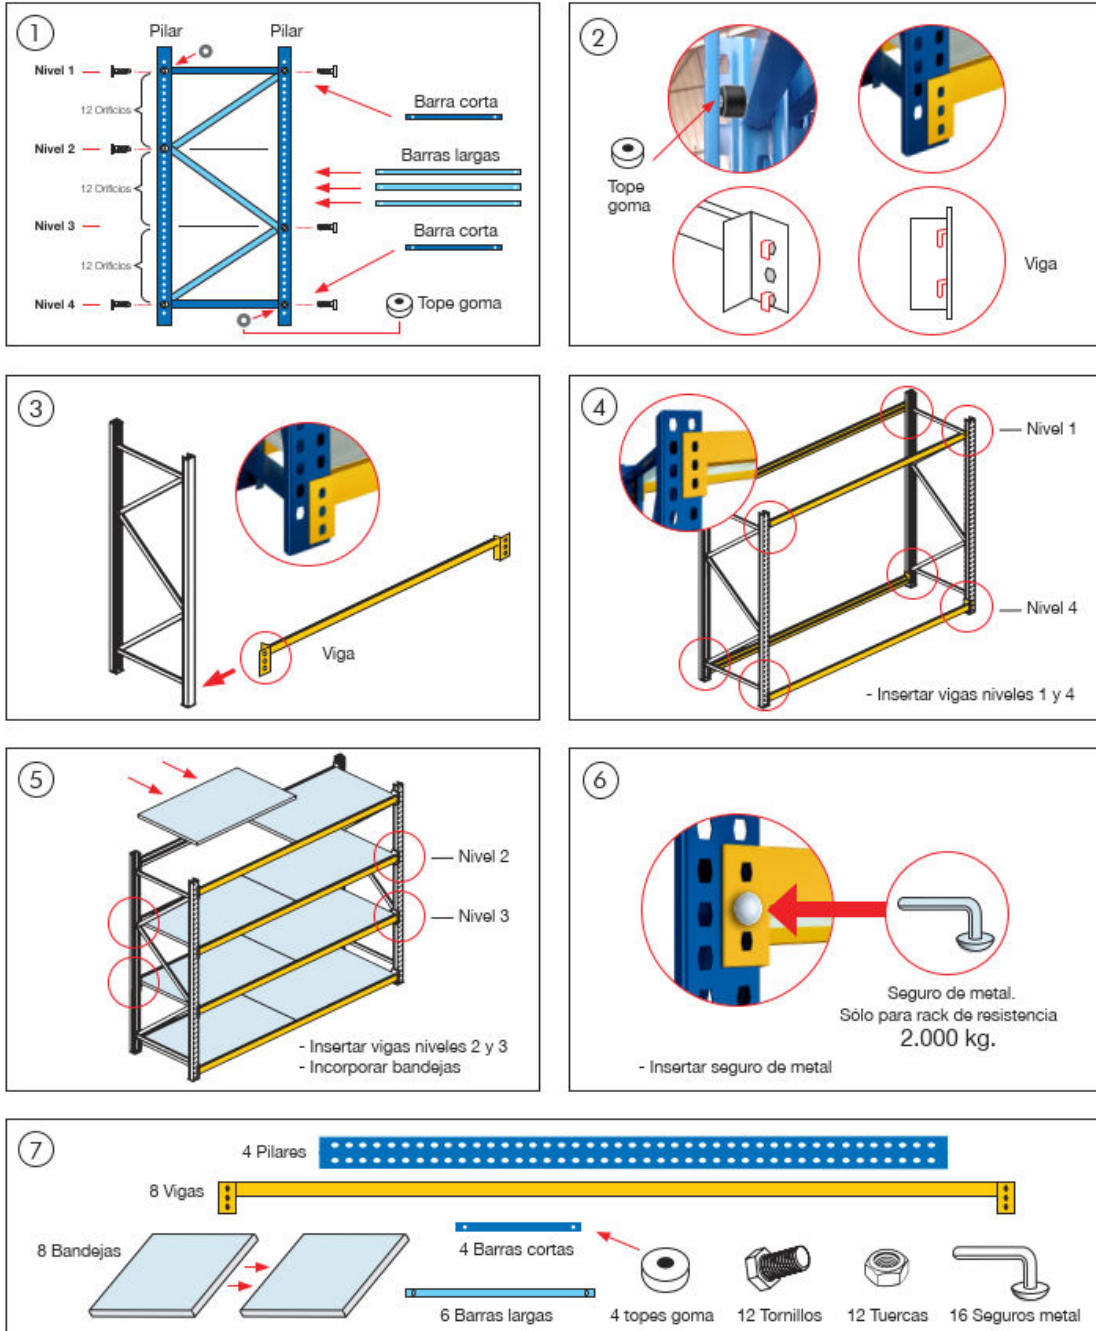 1
Pilar
Pilar
Nivel 1
12 Orificios
Barra corta
Nivel 2
Barras largas
12 Orificios
Nivel 3
Barra corta
12 Orificios
Nivel 4
Tope goma
2
Tope
goma
Viga
3
Viga
4
Nivel 1
Nivel 4
- Insertar vigas niveles 1 y 4
5
Nivel 2
Nivel 3
- Insertar vigas niveles 2 y 3
- Incorporar bandejas
6
Seguro de metal.
Sólo para rack de resistencia
2.000 kg.
- Insertar seguro de metal
7
4 Pilares
8 Vigas
8 Bandejas
4 Barras cortas
6 Barras largas
4 topes goma
12 Tornillos
12 Tuercas
16 Seguros metal